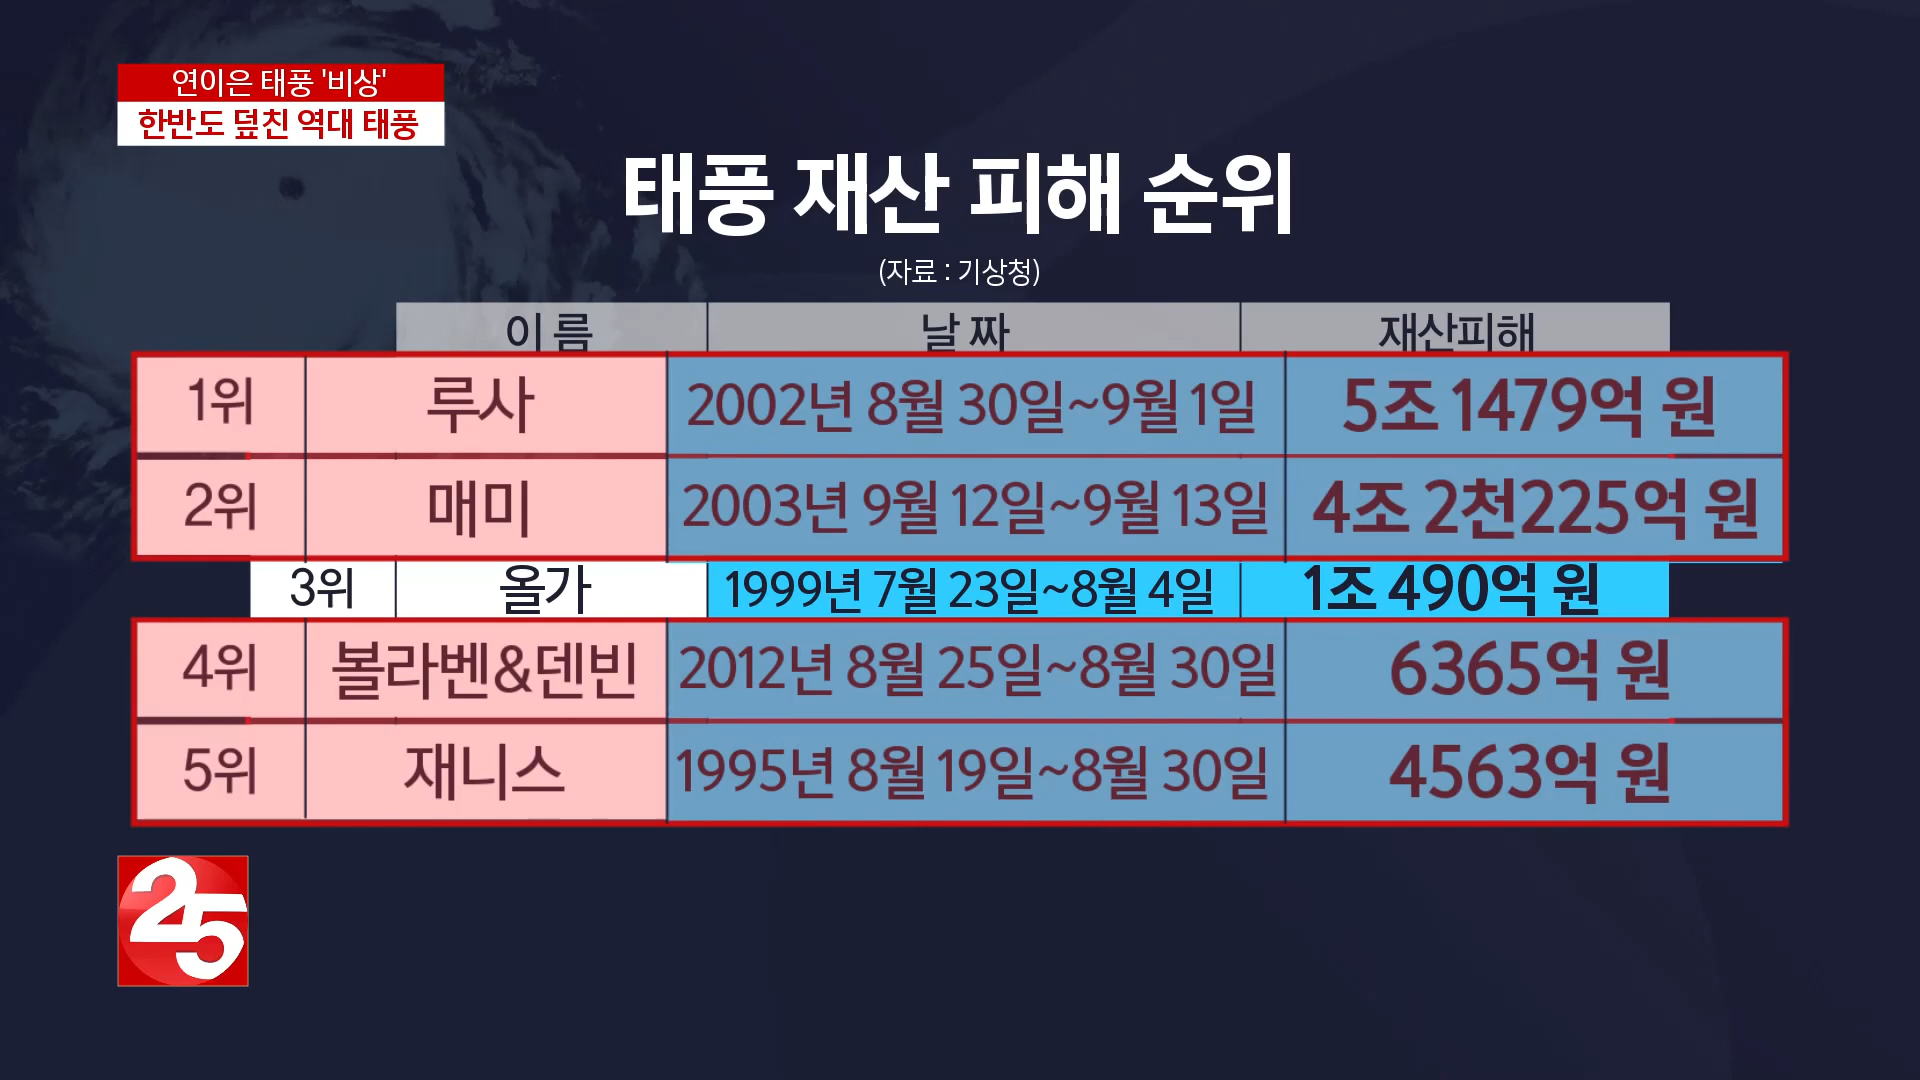 연이은 태풍 '비상'
한반도 덮친 역대 태풍
태풍 재산 피해 순위
(자료 : 기상청)
이 름 날 짜 재산피해
1위 루사 2002년 8월 30일~9월 1일 5조 1479억 원
2위 매미 2003년 9월 12일~9월 13일 4조 2천225억 원
3위 올가 1999년 7월 23일~8월 4일 1조 490억 원
4위 볼라벤&덴빈 2012년 8월 25일~8월 30일 6365억 원
5위 재니스 1995년 8월 19일~8월 30일 4563억 원
25